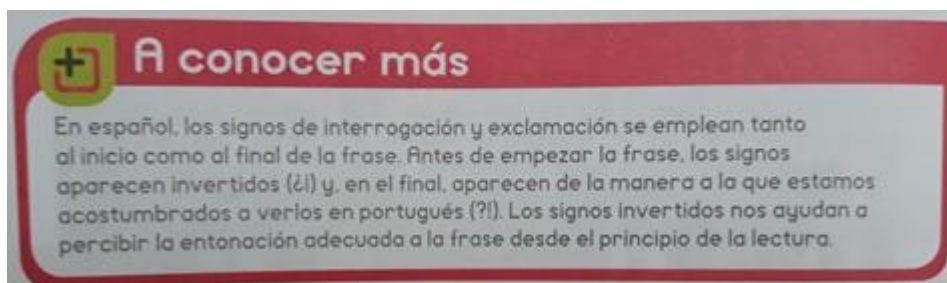 A conocer más
En español, los signos de interrogación y exclamación se emplean tanto
al inicio como al final de la frase. Antes de empezar la frase, los signos
aparecen invertidos (¿¡) y, en el final, aparecen de la manera a la que estamos
acostumbrados a verlos en portugués (?!). Los signos invertidos nos ayudan a
percibir la entonación adecuada a la frase desde el principio de la lectura.